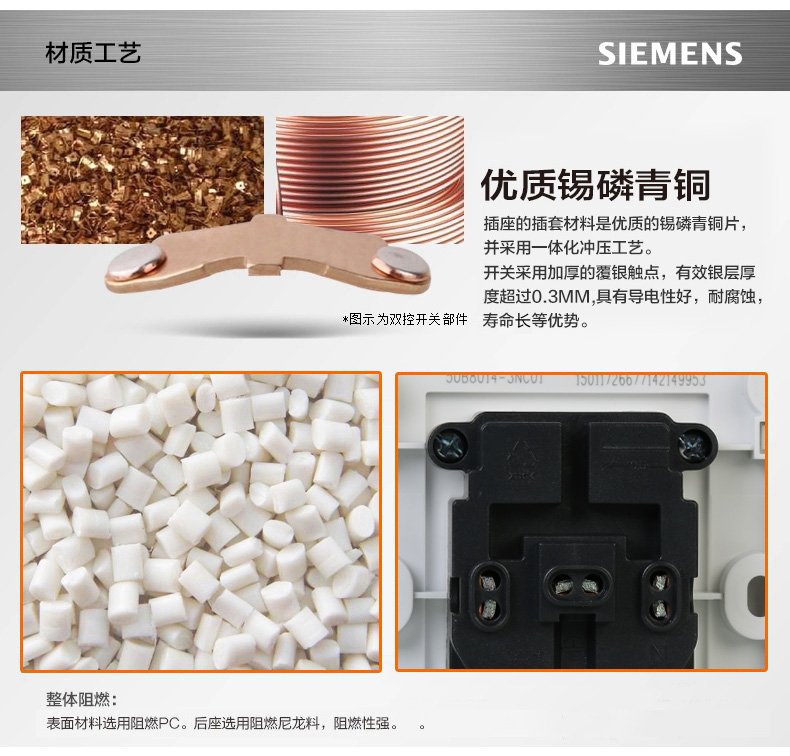 材质工艺
SIEMENS
优质锡磷青铜
插座的插套材料是优质的锡磷青铜片，
并采用一体化冲压工艺。
开关采用加厚的覆银触点，有效银层厚
度超过0.3MM,具有导电性好，耐腐蚀，
寿命长等优势。
*图示为双控开关部件
5UB8014-3NC01 15011726677142149953
整体阻燃：
表面材料选用阻燃PC。后座选用阻燃尼龙料，阻燃性强。 。